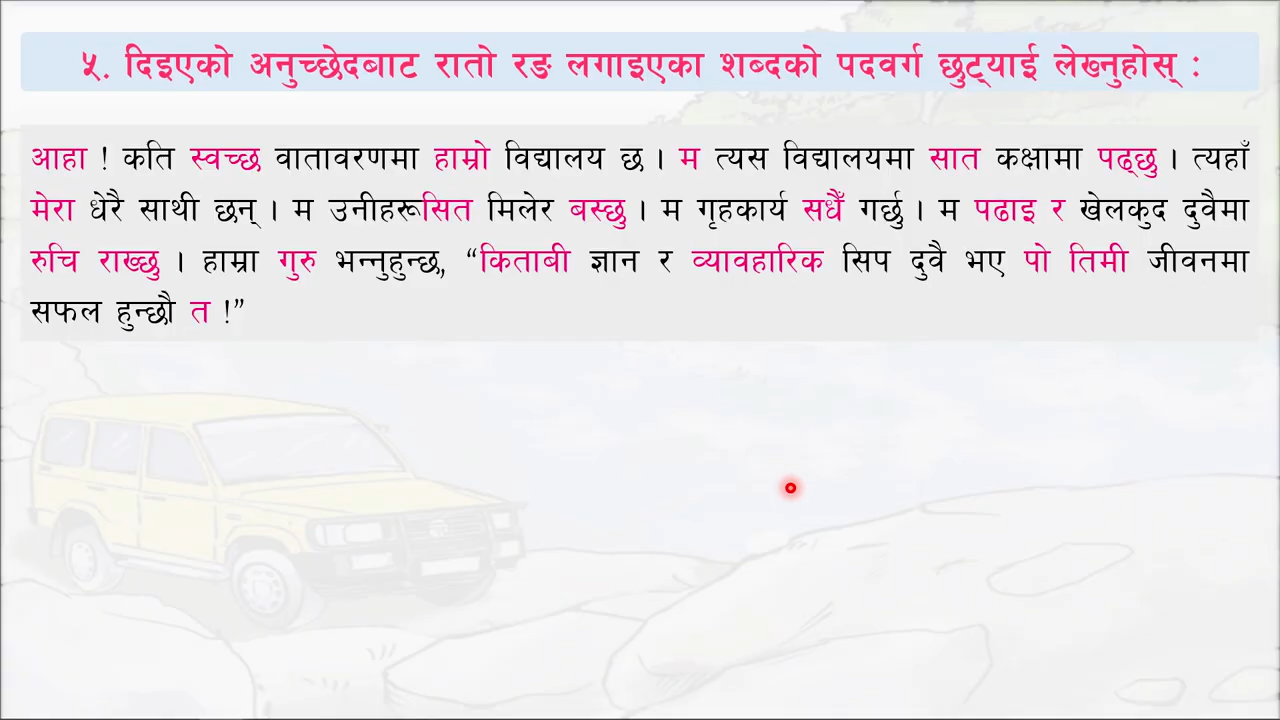 ५. दिइएको अनुच्छेदबाट रातो रङ लगाइएका शब्दको पदवर्ग छुट्याई लेख्नुहोस् :
आहा ! कति स्वच्छ वातावरणमा हाम्रो विद्यालय छ । म त्यस विद्यालयमा सात कक्षामा पढ्छु । त्यहाँ
मेरा धेरै साथी छन् । म उनीहरूसित मिलेर बस्छु । म गृहकार्य सधैँ गर्छु । म पढाइ र खेलकुद दुवैमा
रुचि राख्छु । हाम्रा गुरु भन्नुहुन्छ, “किताबी ज्ञान र व्यावहारिक सिप दुवै भए पो तिमी जीवनमा
सफल हुन्छौ त !”